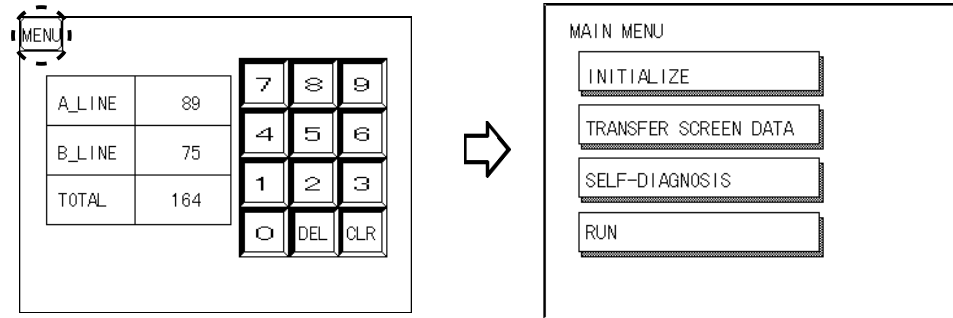 MENU
A_LINE 89
B_LINE 75
TOTAL 164
7 8 9
4 5 6
1 2 3
0 DEL CLR
MAIN MENU
INITIALIZE
TRANSFER SCREEN DATA
SELF-DIAGNOSIS
RUN